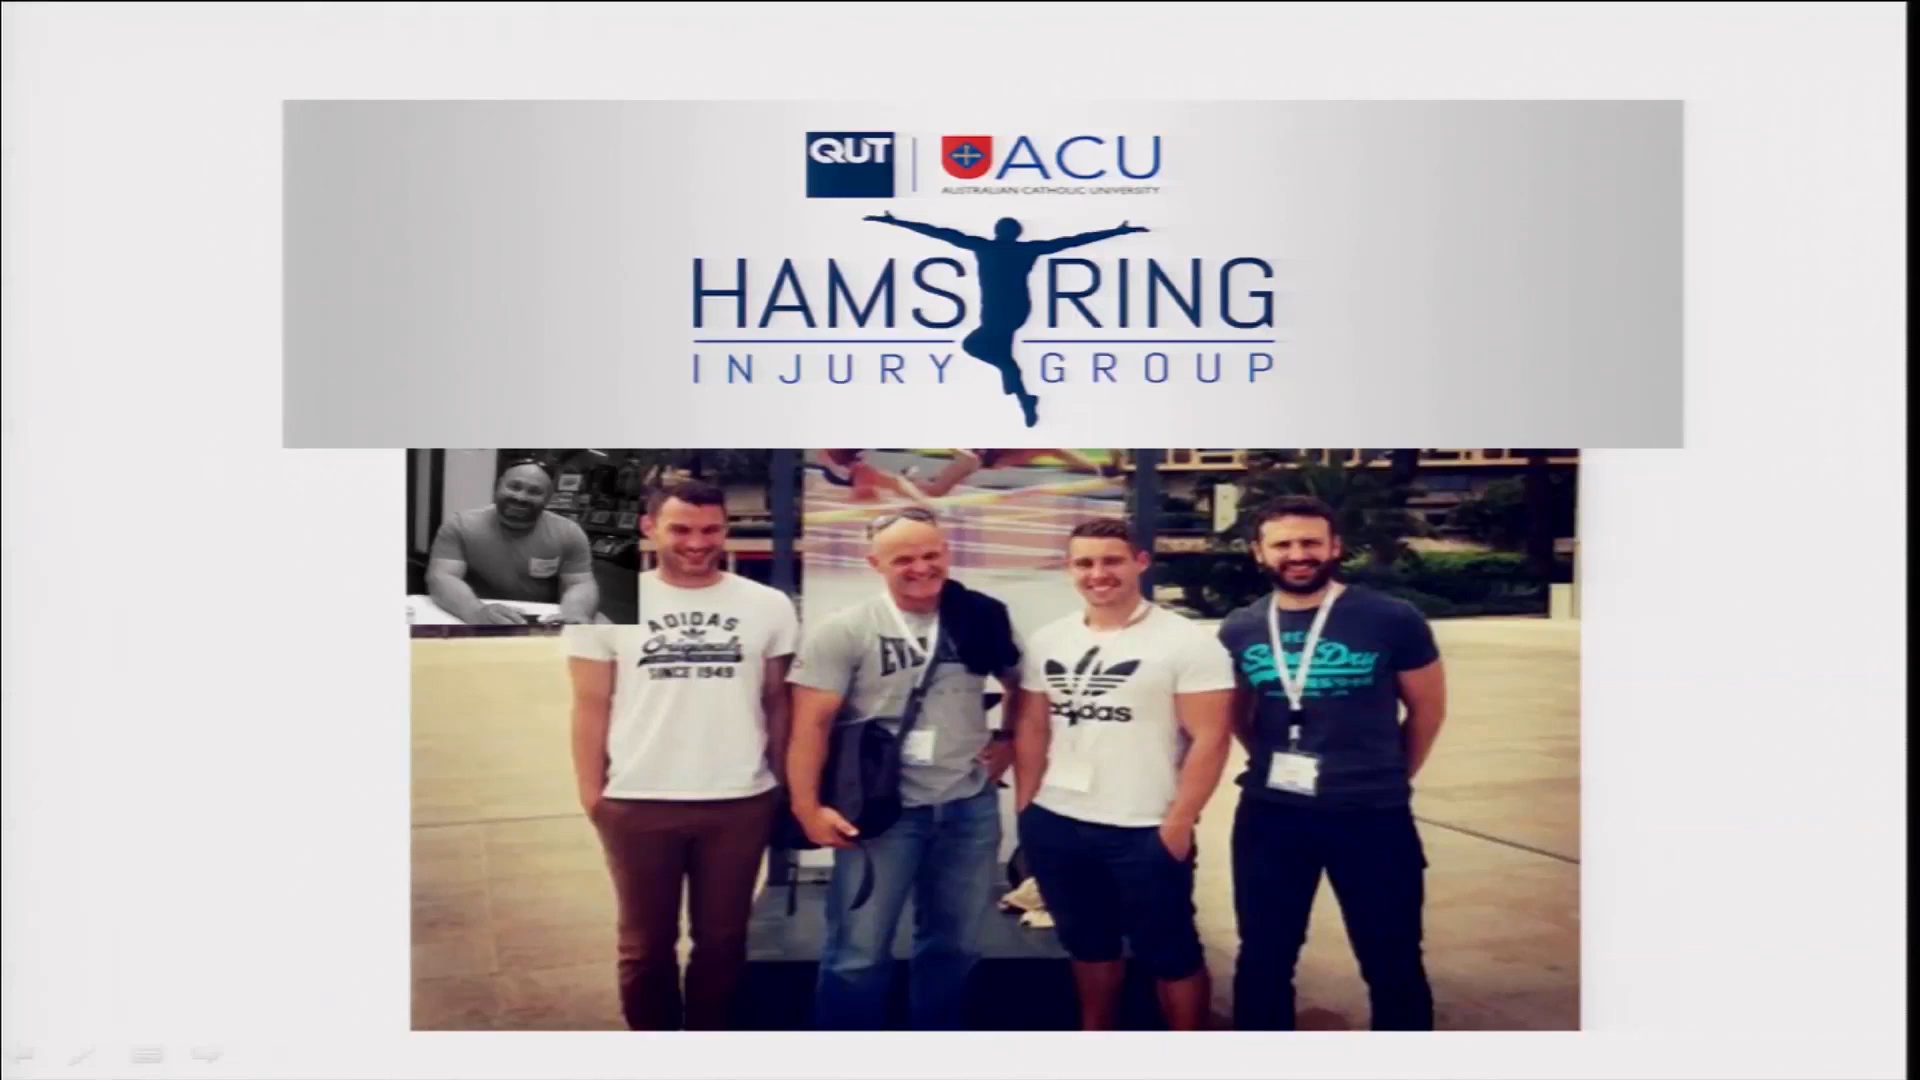 QUT
ACU
AUSTRALIAN CATHOLIC UNIVERSITY
HAMSTRING
INJURY GROUP
ADIDAS
Originals
SINCE 1949
adidas